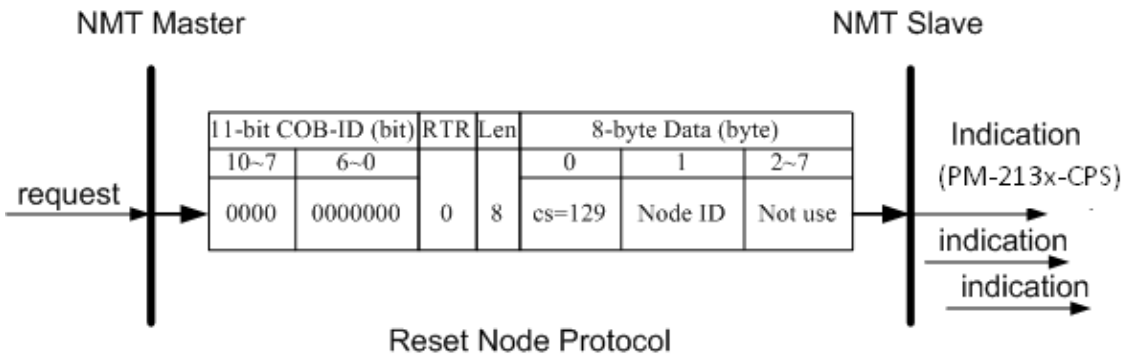 NMT Master NMT Slave
11-bit COB-ID (bit) RTR Len 8-byte Data (byte)
10~7 6~0 0 1 2~7
0000 0000000 0 8 cs=129 Node ID Not use
request
Indication
(PM-213x-CPS)
indication
indication
Reset Node Protocol